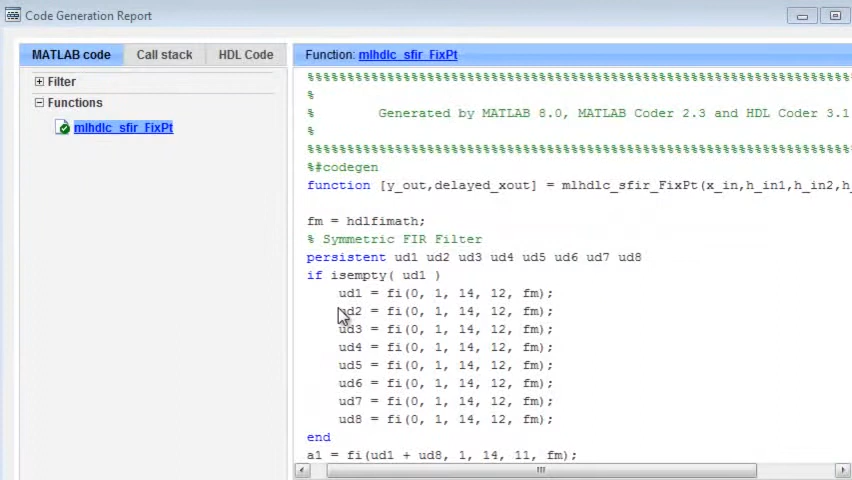 Code Generation Report
MATLAB code Call stack HDL Code
Filter
Functions
mlhdlc_sfir_FixPt
Function: mlhdlc_sfir_FixPt
%%%%%%%%%%%%%%%%%%%%%%%%%%%%%%%%%%%%%%%%%%%%%%%%%%%%%%%%%%%%%%%%%%%%
%
% Generated by MATLAB 8.0, MATLAB Coder 2.3 and HDL Coder 3.1
%
%%%%%%%%%%%%%%%%%%%%%%%%%%%%%%%%%%%%%%%%%%%%%%%%%%%%%%%%%%%%%%%%%%%%
%#codegen
function [y_out,delayed_xout] = mlhdlc_sfir_FixPt(x_in,h_in1,h_in2,h_
fm = hdlfimath;
% Symmetric FIR Filter
persistent ud1 ud2 ud3 ud4 ud5 ud6 ud7 ud8
if isempty( ud1 )
ud1 = fi(0, 1, 14, 12, fm);
ud2 = fi(0, 1, 14, 12, fm);
ud3 = fi(0, 1, 14, 12, fm);
ud4 = fi(0, 1, 14, 12, fm);
ud5 = fi(0, 1, 14, 12, fm);
ud6 = fi(0, 1, 14, 12, fm);
ud7 = fi(0, 1, 14, 12, fm);
ud8 = fi(0, 1, 14, 12, fm);
end
a1 = fi(ud1 + ud8, 1, 14, 11, fm);